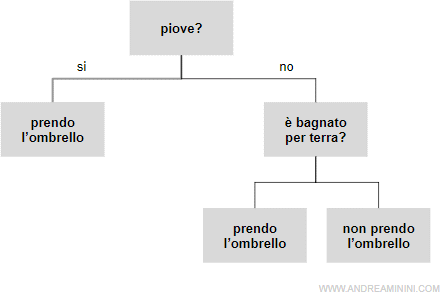 piove?
si
no
prendo
l'ombrello
è bagnato
per terra?
prendo
l'ombrello
non prendo
l'ombrello
WWW.ANDREAMININI.COM